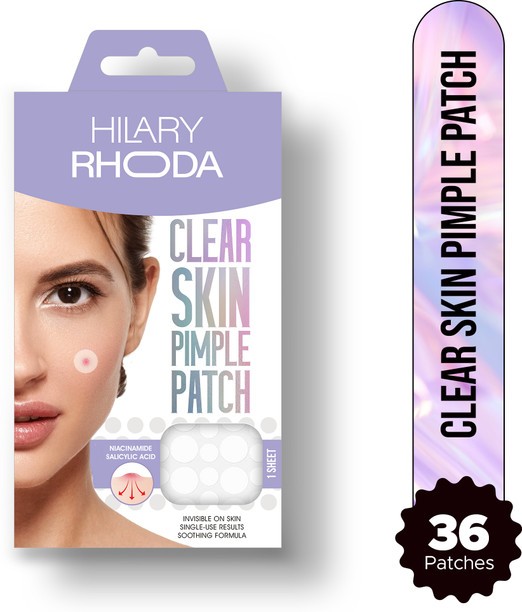 HILARY
RHODA
CLEAR
SKIN
PIMPLE
PATCH
NIACINAMIDE
SALICYLIC ACID
1 SHEET
INVISIBLE ON SKIN
SINGLE-USE RESULTS
SOOTHING FORMULA
CLEAR SKIN PIMPLE PATCH
36
Patches